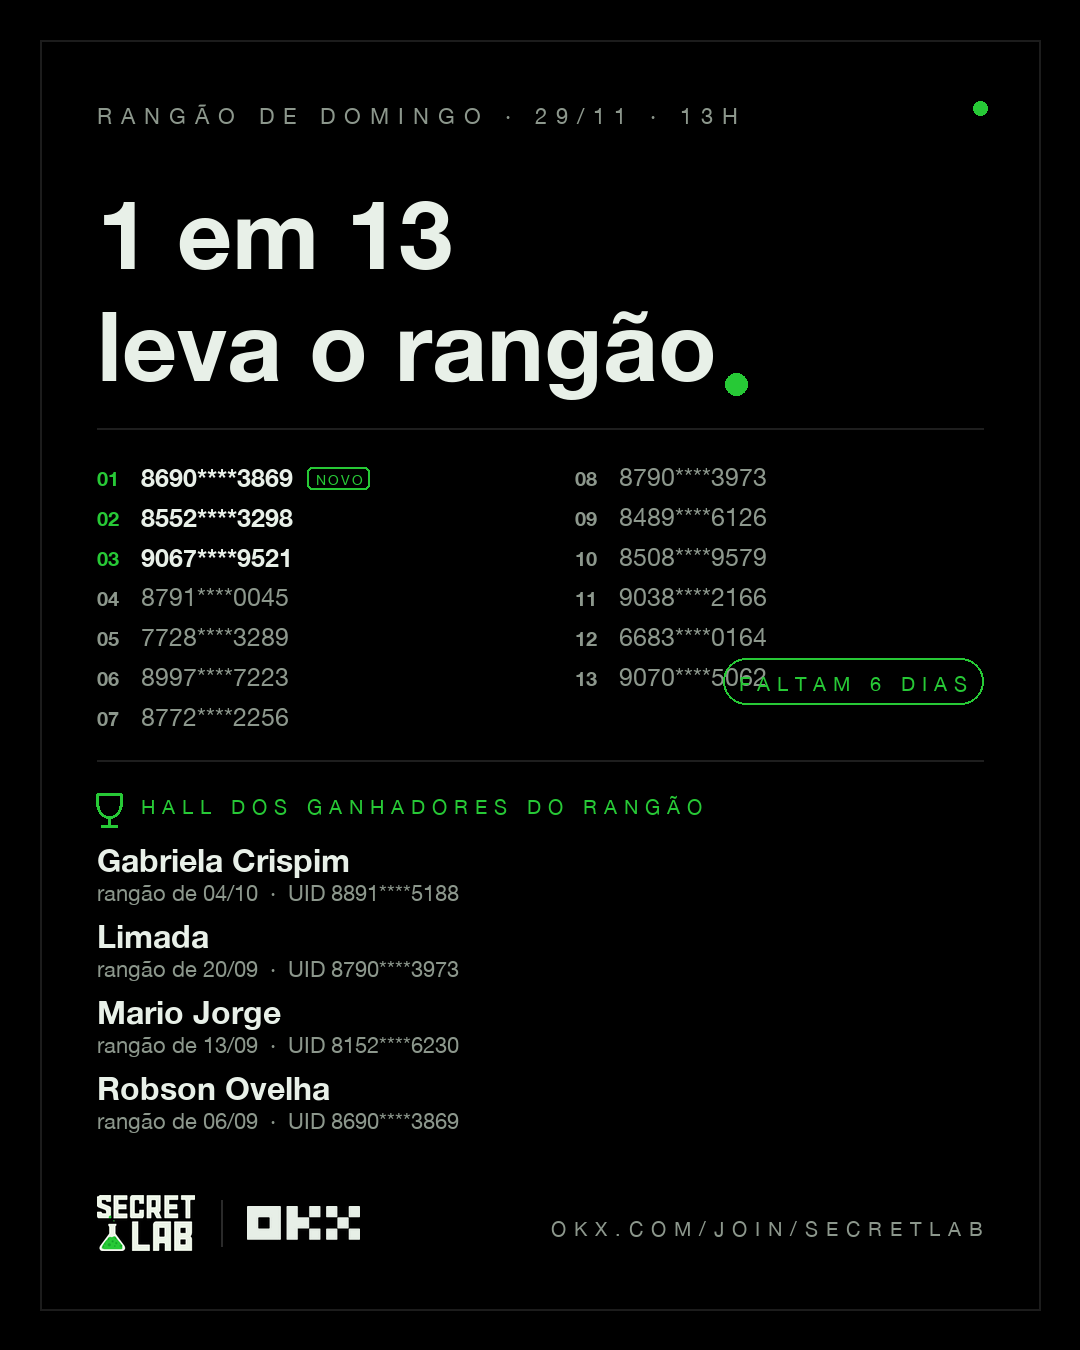 RANGÃO DE DOMINGO · 29/11 · 13H
1 em 13
leva o rangão.
01 8690****3869 NOVO
02 8552****3298
03 9067****9521
04 8791****0045
05 7728****3289
06 8997****7223
07 8772****2256
08 8790****3973
09 8489****6126
10 8508****9579
11 9038****2166
12 6683****0164
13 9070****5062
FALTAM 6 DIAS
HALL DOS GANHADORES DO RANGÃO
Gabriela Crispim
rangão de 04/10 · UID 8891****5188
Limada
rangão de 20/09 · UID 8790****3973
Mario Jorge
rangão de 13/09 · UID 8152****6230
Robson Ovelha
rangão de 06/09 · UID 8690****3869
SECRET
LAB
OKX
OKX.COM/JOIN/SECRETLAB